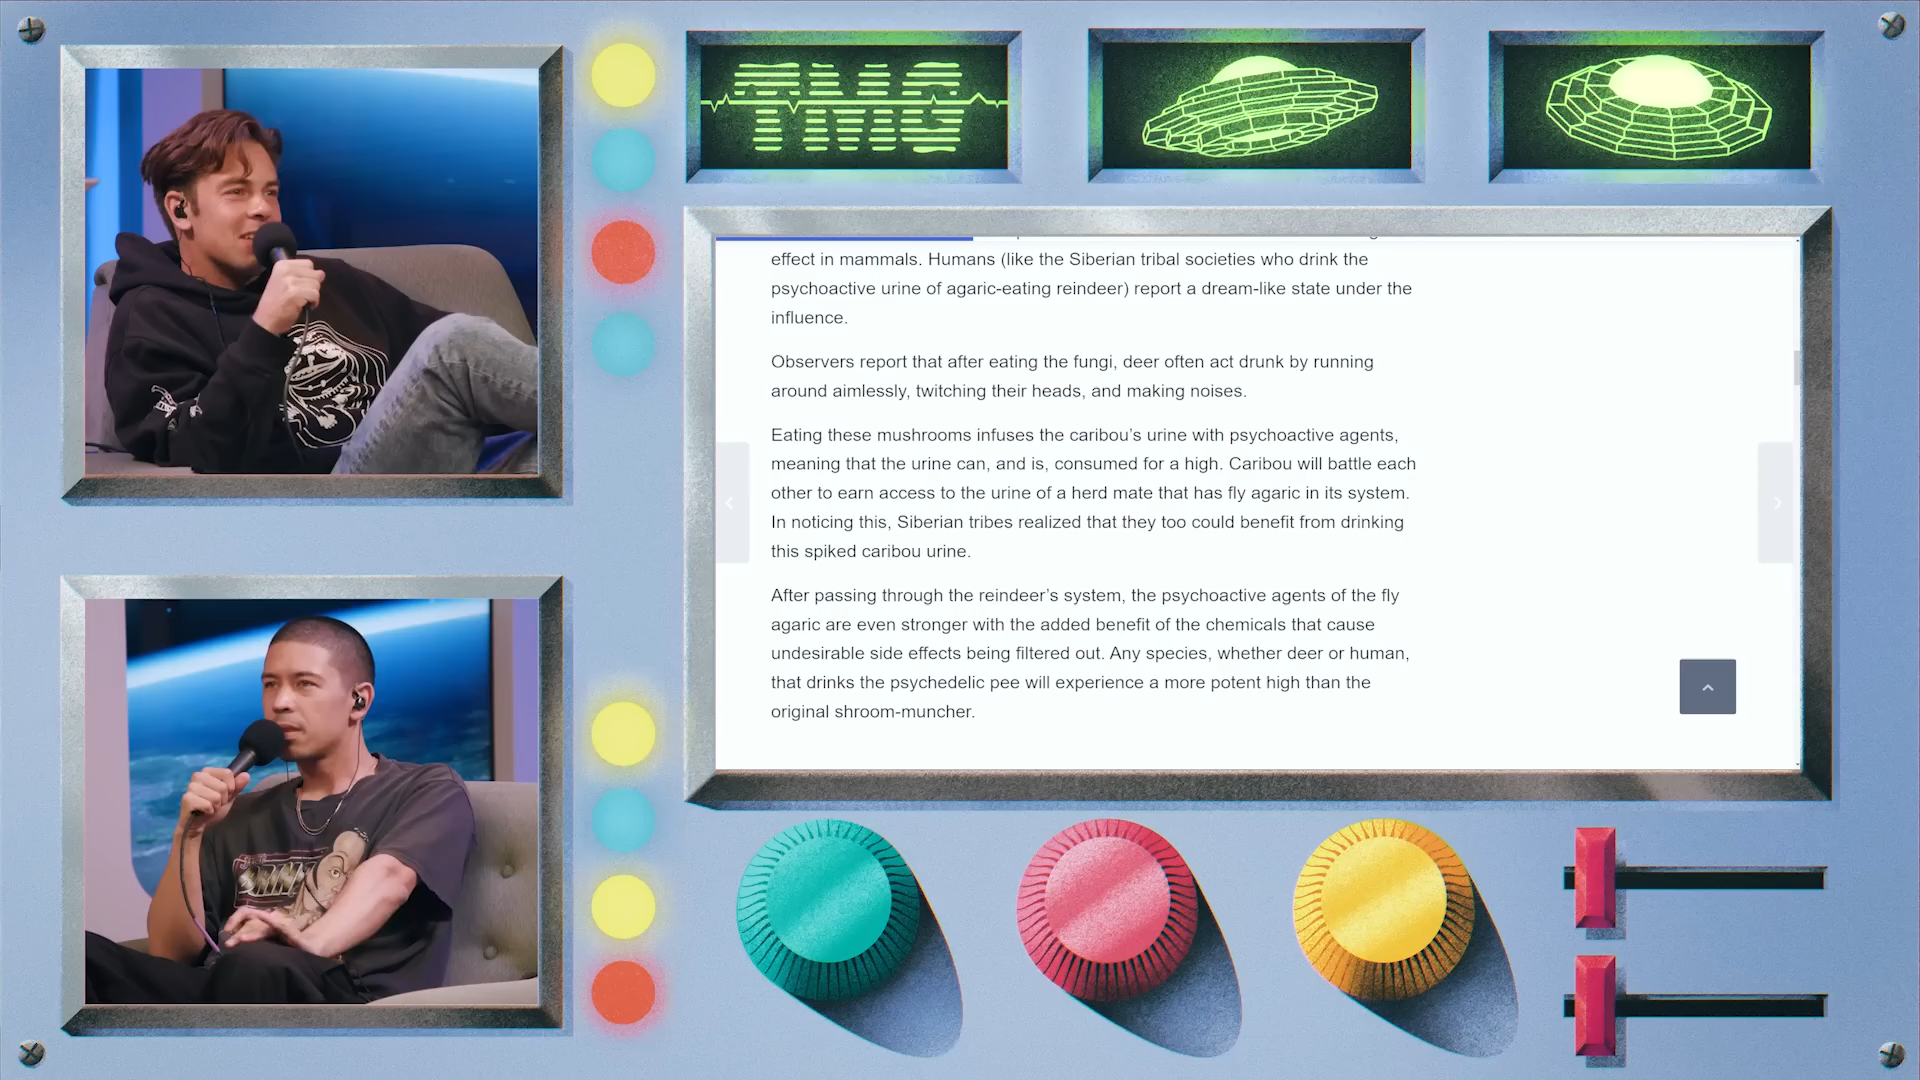 TMG
effect in mammals. Humans (like the Siberian tribal societies who drink the
psychoactive urine of agaric-eating reindeer) report a dream-like state under the
influence.
Observers report that after eating the fungi, deer often act drunk by running
around aimlessly, twitching their heads, and making noises.
Eating these mushrooms infuses the caribou’s urine with psychoactive agents,
meaning that the urine can, and is, consumed for a high. Caribou will battle each
other to earn access to the urine of a herd mate that has fly agaric in its system.
In noticing this, Siberian tribes realized that they too could benefit from drinking
this spiked caribou urine.
After passing through the reindeer’s system, the psychoactive agents of the fly
agaric are even stronger with the added benefit of the chemicals that cause
undesirable side effects being filtered out. Any species, whether deer or human,
that drinks the psychedelic pee will experience a more potent high than the
original shroom-muncher.